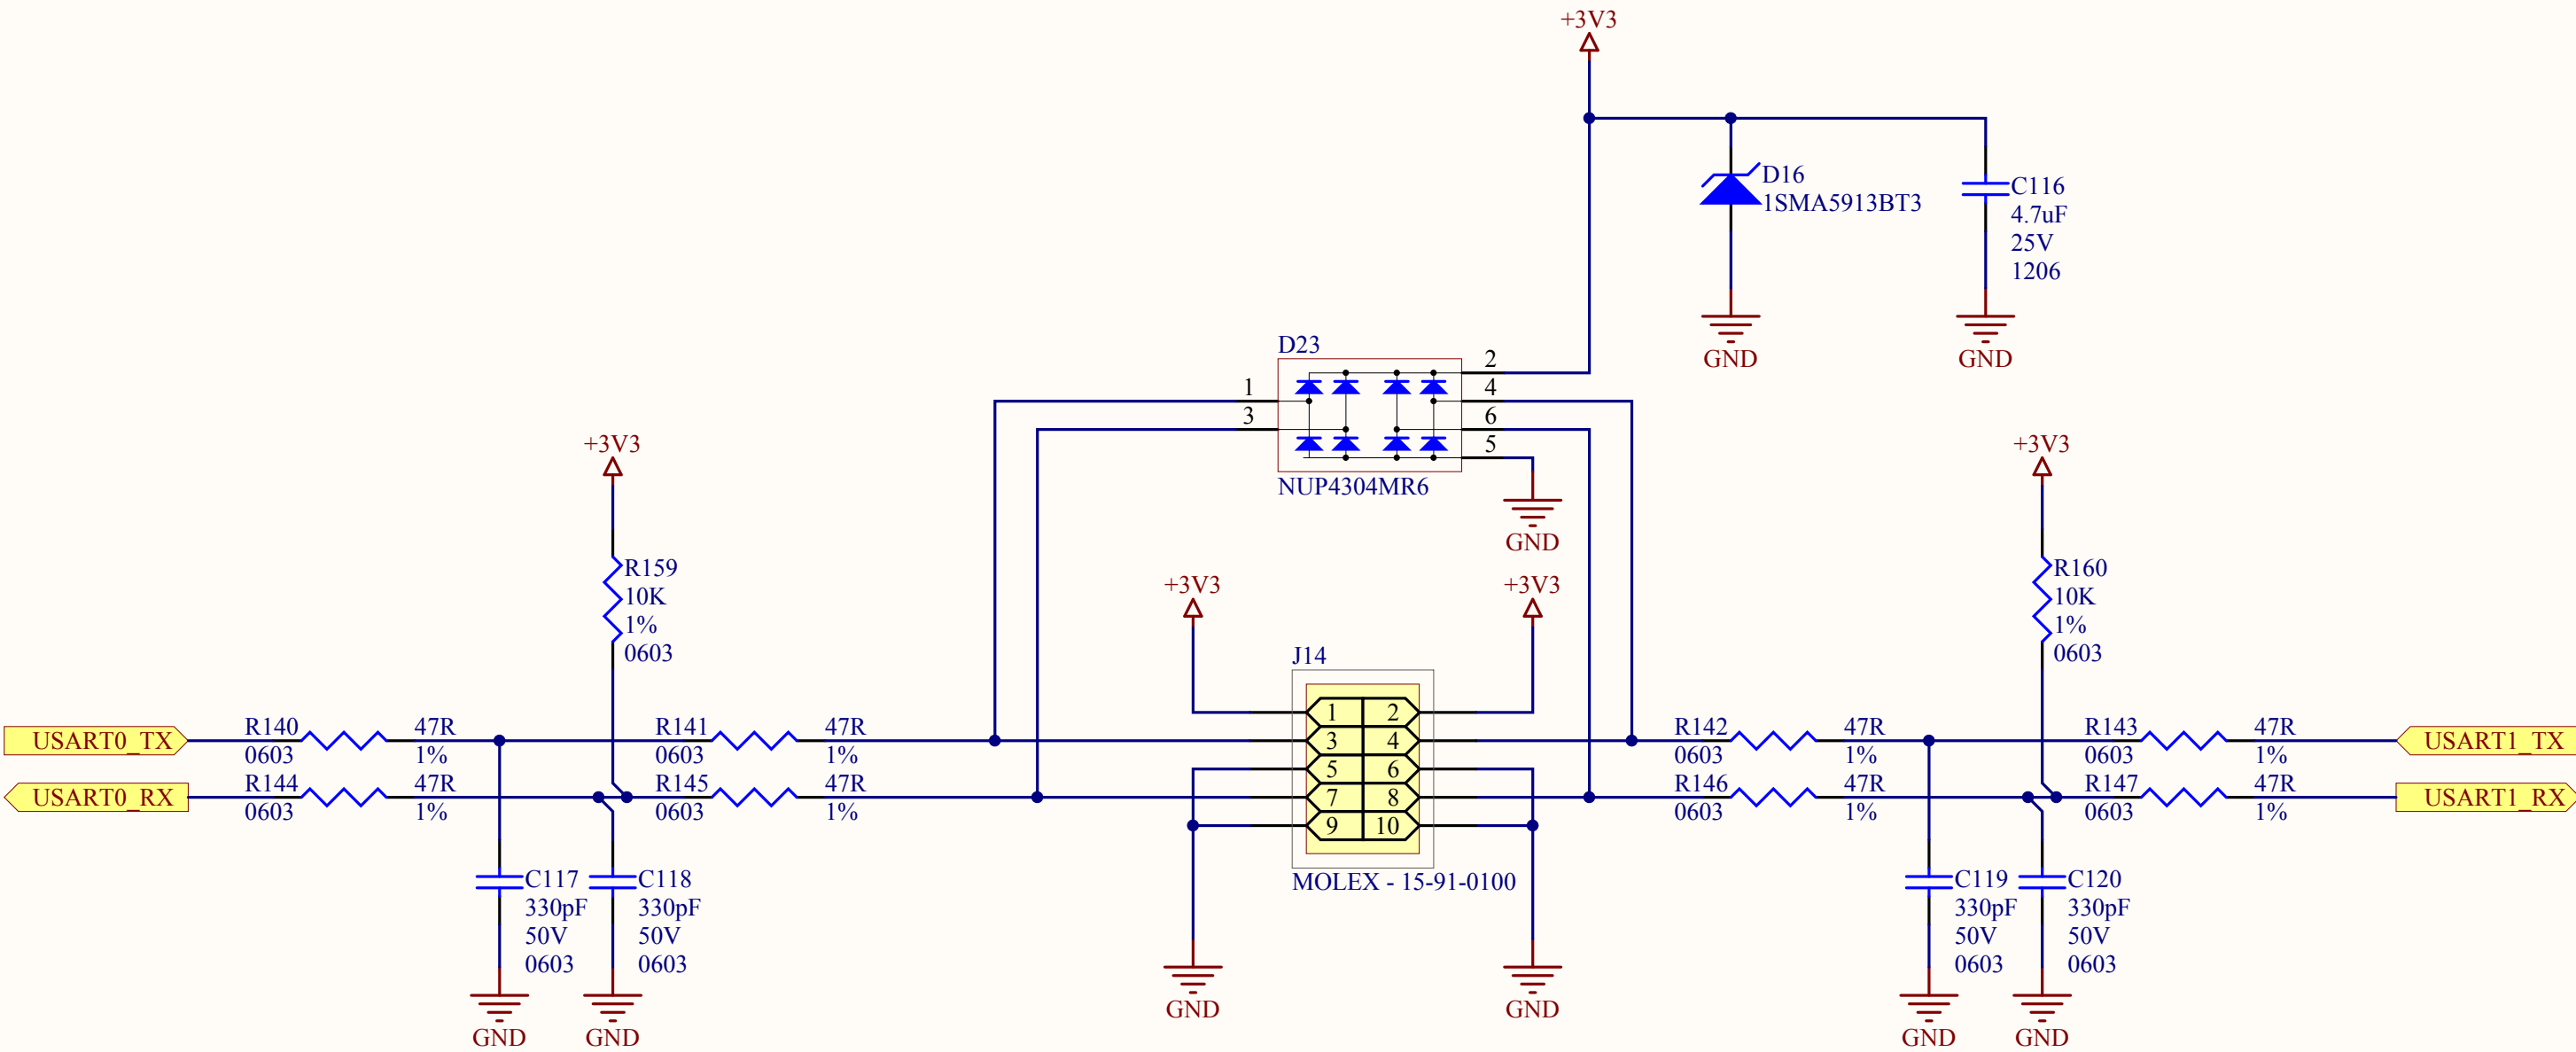 +3V3
D16
1SMA5913BT3
C116
4.7uF
25V
1206
GND
GND
D23
1
3
2
4
6
5
NUP4304MR6
GND
+3V3
R159
10K
1%
0603
+3V3
R160
10K
1%
0603
+3V3
+3V3
J14
1 2
3 4
5 6
7 8
9 10
MOLEX - 15-91-0100
GND
GND
USART0_TX
R140
0603
47R
1%
R141
0603
47R
1%
USART0_RX
R144
0603
47R
1%
R145
0603
47R
1%
C117
330pF
50V
0603
GND
C118
330pF
50V
0603
GND
R142
0603
47R
1%
R143
0603
47R
1%
USART1_TX
R146
0603
47R
1%
R147
0603
47R
1%
USART1_RX
C119
330pF
50V
0603
GND
C120
330pF
50V
0603
GND